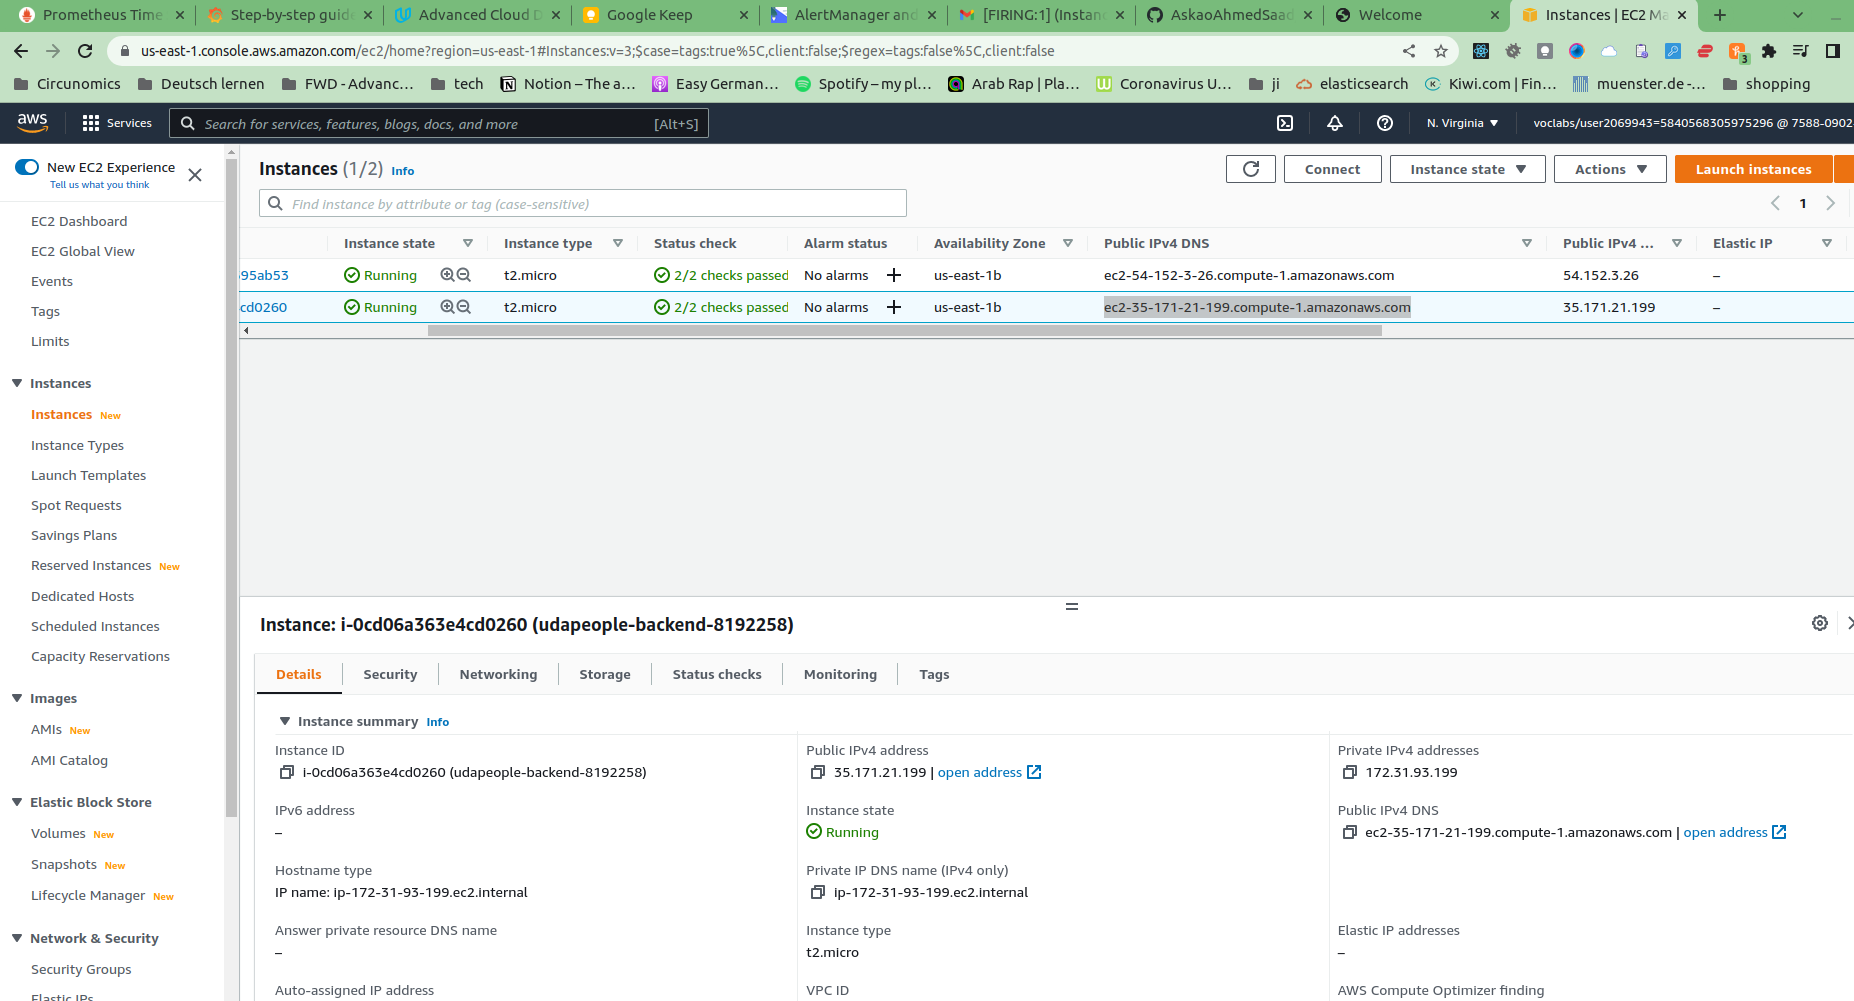 Prometheus Time
Step-by-step guide
Advanced Cloud D
Google Keep
AlertManager and
[FIRING:1] (Instanc
AskaoAhmedSaad
Welcome
Instances | EC2 Ma
us-east-1.console.aws.amazon.com/ec2/home?region=us-east-1#Instances:v=3;$case=tags:true%5C,client:false;$regex=tags:false%5C,client:false
3
Circunomics
Deutsch lernen
FWD - Advanc...
tech
Notion – The a...
Easy German...
Spotify – my pl...
Arab Rap | Pla...
Coronavirus U...
ji
elasticsearch
Kiwi.com | Fin...
muenster.de -...
shopping
aws
Services
Search for services, features, blogs, docs, and more
[Alt+S]
N. Virginia
voclabs/user2069943=5840568305975296 @ 7588-0902
New EC2 Experience
Tell us what you think
EC2 Dashboard
EC2 Global View
Events
Tags
Limits
Instances
Instances New
Instance Types
Launch Templates
Spot Requests
Savings Plans
Reserved Instances New
Dedicated Hosts
Scheduled Instances
Capacity Reservations
Images
AMIs New
AMI Catalog
Elastic Block Store
Volumes New
Snapshots New
Lifecycle Manager New
Network & Security
Security Groups
Elastic IPs
Instances (1/2) Info
Connect
Instance state
Actions
Launch instances
Find instance by attribute or tag (case-sensitive)
1
Instance state Instance type Status check Alarm status Availability Zone Public IPv4 DNS Public IPv4 ... Elastic IP
95ab53 Running t2.micro 2/2 checks passed No alarms + us-east-1b ec2-54-152-3-26.compute-1.amazonaws.com 54.152.3.26 –
cd0260 Running t2.micro 2/2 checks passed No alarms + us-east-1b ec2-35-171-21-199.compute-1.amazonaws.com 35.171.21.199 –
Instance: i-0cd06a363e4cd0260 (udapeople-backend-8192258)
Details
Security
Networking
Storage
Status checks
Monitoring
Tags
Instance summary Info
Instance ID
i-0cd06a363e4cd0260 (udapeople-backend-8192258)
Public IPv4 address
35.171.21.199 | open address
Private IPv4 addresses
172.31.93.199
IPv6 address
–
Instance state
Running
Public IPv4 DNS
ec2-35-171-21-199.compute-1.amazonaws.com | open address
Hostname type
IP name: ip-172-31-93-199.ec2.internal
Private IP DNS name (IPv4 only)
ip-172-31-93-199.ec2.internal
Answer private resource DNS name
–
Instance type
t2.micro
Elastic IP addresses
–
Auto-assigned IP address
VPC ID
AWS Compute Optimizer finding